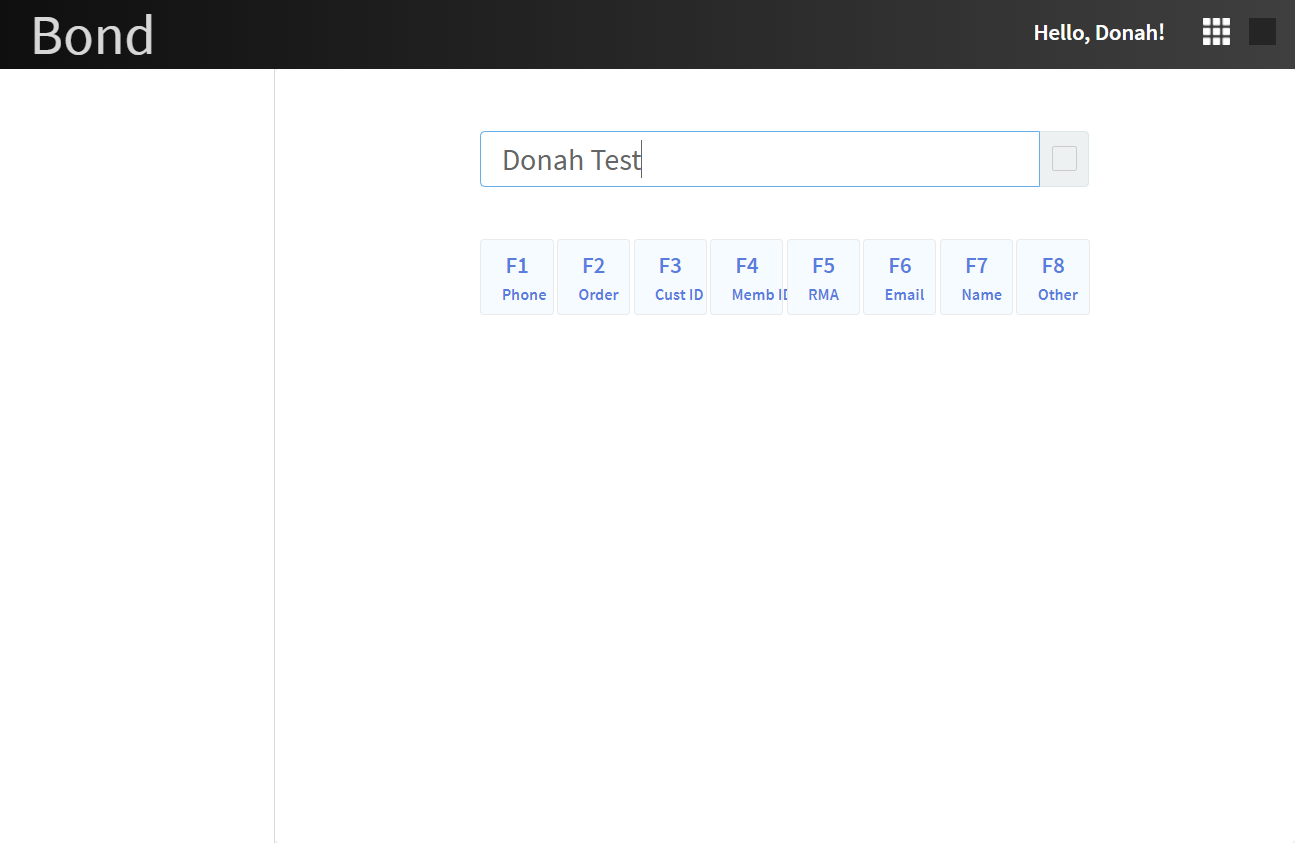 Bond
Hello, Donah!
Donah Test
F1 F2 F3 F4 F5 F6 F7 F8
Phone Order Cust ID Memb ID RMA Email Name Other